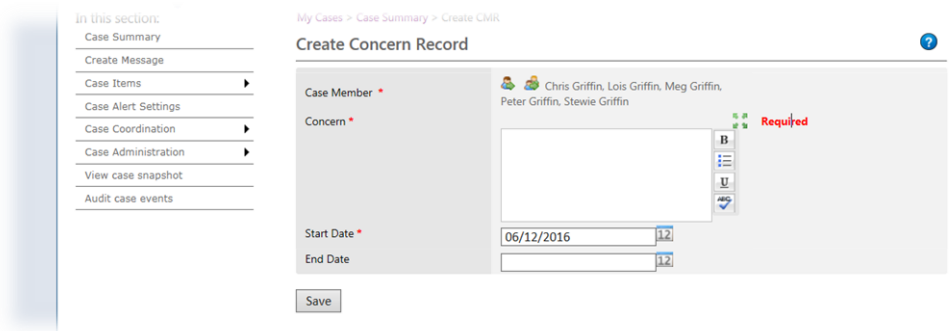 In this section:
Case Summary
Create Message
Case Items
Case Alert Settings
Case Coordination
Case Administration
View case snapshot
Audit case events
My Cases > Case Summary > Create CMR
Create Concern Record
?
Case Member *
Chris Griffin, Lois Griffin, Meg Griffin,
Peter Griffin, Stewie Griffin
Concern *
Required
B
U
ABC
Start Date *
06/12/2016
12
End Date
12
Save